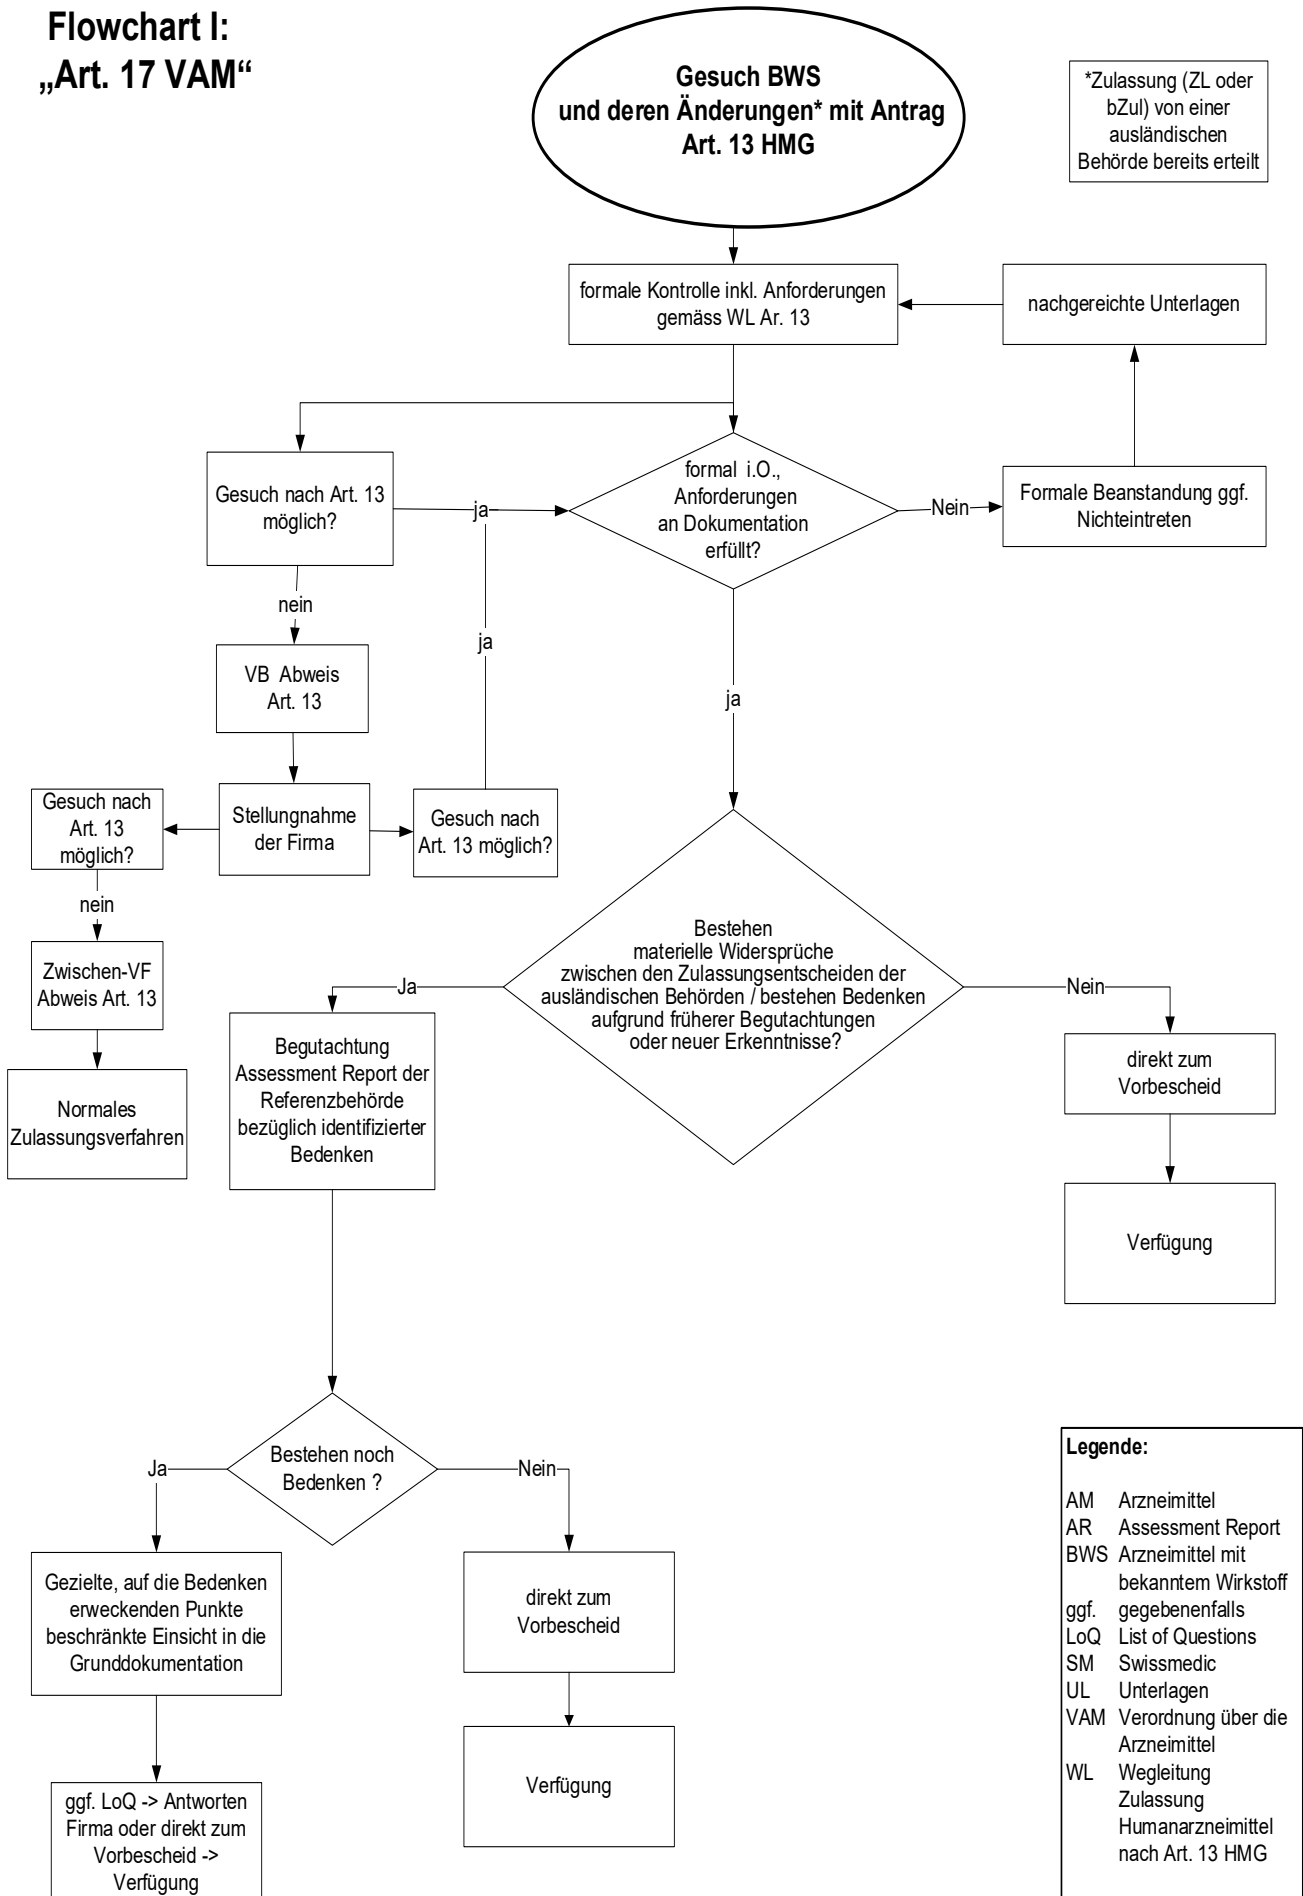 Flowchart I:
„Art. 17 VAM“
Gesuch BWS
und deren Änderungen* mit Antrag
Art. 13 HMG
*Zulassung (ZL oder
bZul) von einer
ausländischen
Behörde bereits erteilt
formale Kontrolle inkl. Anforderungen
gemäss WL Ar. 13
nachgereichte Unterlagen
Gesuch nach Art. 13
möglich?
ja
formal i.O.,
Anforderungen
an Dokumentation
erfüllt?
Nein
Formale Beanstandung ggf.
Nichteintreten
nein
ja
VB Abweis
Art. 13
ja
Gesuch nach
Art. 13
möglich?
Stellungnahme
der Firma
Gesuch nach
Art. 13 möglich?
nein
Zwischen-VF
Abweis Art. 13
Normales
Zulassungsverfahren
Bestehen
materielle Widersprüche
zwischen den Zulassungsentscheiden der
ausländischen Behörden / bestehen Bedenken
aufgrund früherer Begutachtungen
oder neuer Erkenntnisse?
Ja
Nein
Begutachtung
Assessment Report der
Referenzbehörde
bezüglich identifizierter
Bedenken
direkt zum
Vorbescheid
Verfügung
Bestehen noch
Bedenken ?
Ja
Nein
Gezielte, auf die Bedenken
erweckenden Punkte
beschränkte Einsicht in die
Grunddokumentation
direkt zum
Vorbescheid
Verfügung
ggf. LoQ -> Antworten
Firma oder direkt zum
Vorbescheid ->
Verfügung
Legende:
AM Arzneimittel
AR Assessment Report
BWS Arzneimittel mit
bekanntem Wirkstoff
ggf. gegebenenfalls
LoQ List of Questions
SM Swissmedic
UL Unterlagen
VAM Verordnung über die
Arzneimittel
WL Wegleitung
Zulassung
Humanarzneimittel
nach Art. 13 HMG